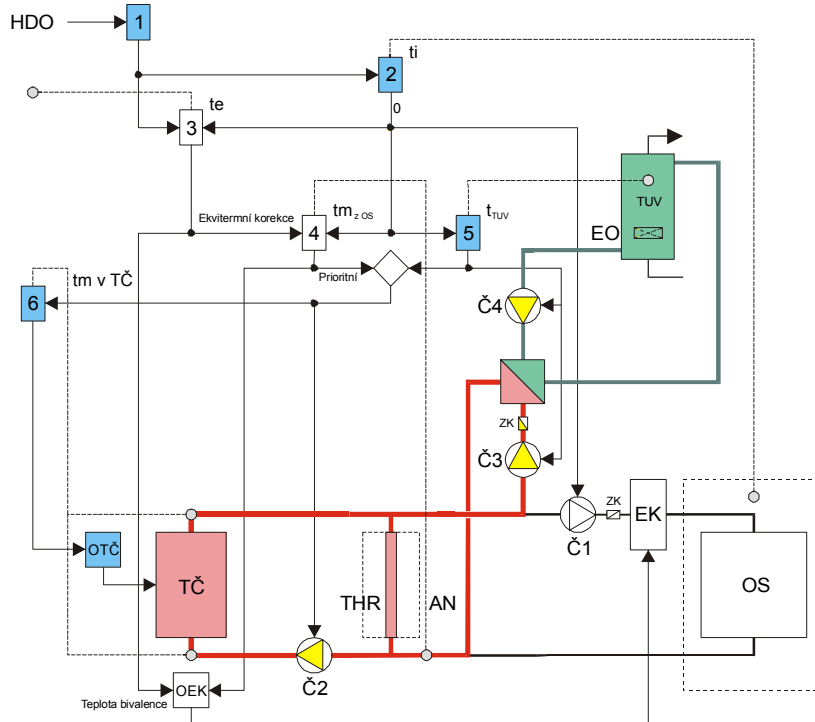 HDO
1
ti
2
0
te
3
TUV
EO
Ekvitermní korekce
tm z OS
4
t TUV
5
Prioritní
tm v TČ
6
Č4
ZK
Č3
ZK
EK
Č1
OTČ
TČ
THR
AN
OS
Č2
OEK
Teplota bivalence